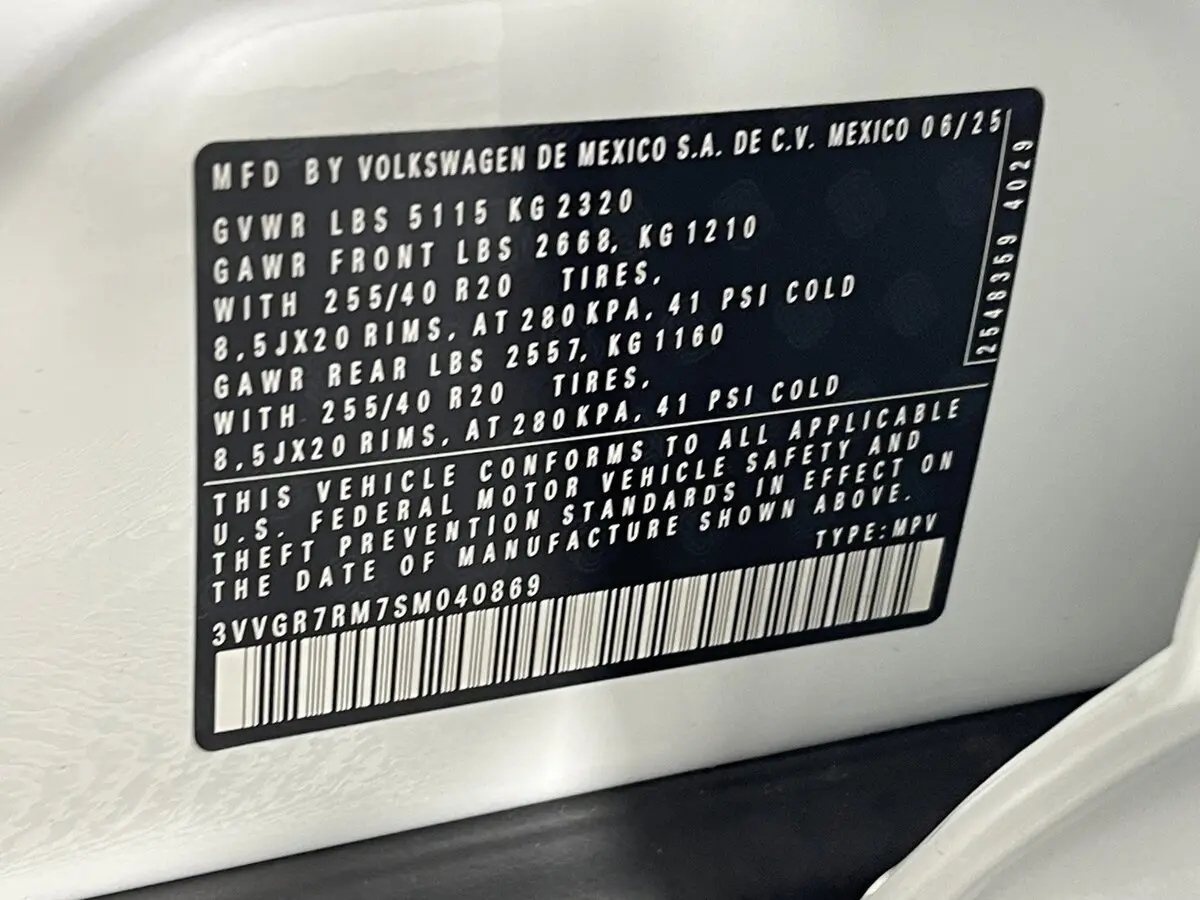 MFD BY VOLKSWAGEN DE MEXICO S.A. DE C.V. MEXICO 06/25
GVWR LBS 5115 KG 2320
GAWR FRONT LBS 2668, KG 1210
WITH 255/40 R20 TIRES,
8,5JX20 RIMS, AT 280 KPA, 41 PSI COLD
GAWR REAR LBS 2557, KG 1160
WITH 255/40 R20 TIRES,
8,5JX20 RIMS, AT 280 KPA, 41 PSI COLD
2548359 4029
THIS VEHICLE CONFORMS TO ALL APPLICABLE
U.S. FEDERAL MOTOR VEHICLE SAFETY AND
THEFT PREVENTION STANDARDS IN EFFECT ON
THE DATE OF MANUFACTURE SHOWN ABOVE.
TYPE:MPV
3VVGR7RM7SM040869